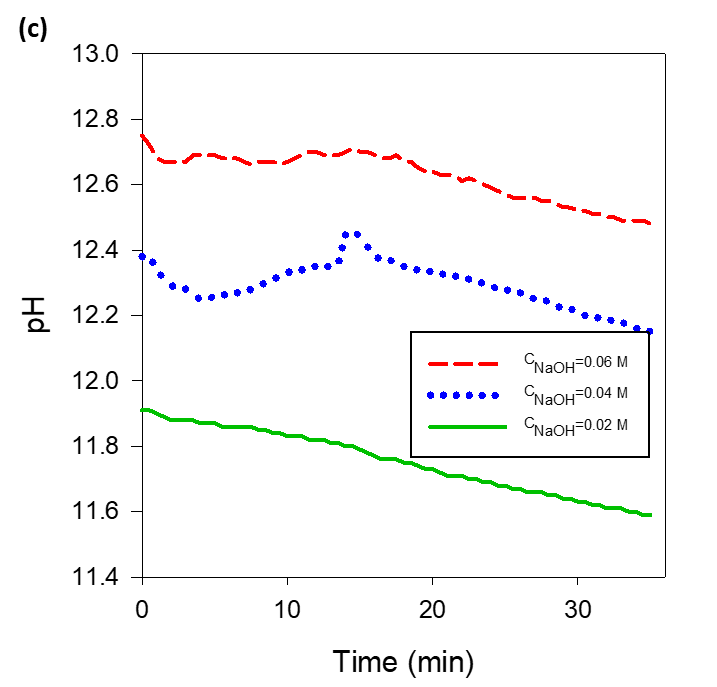 (c)
13.0
12.8
12.6
12.4
12.2
12.0
11.8
11.6
11.4
pH
0 10 20 30
Time (min)
CNaOH=0.06 M
CNaOH=0.04 M
CNaOH=0.02 M